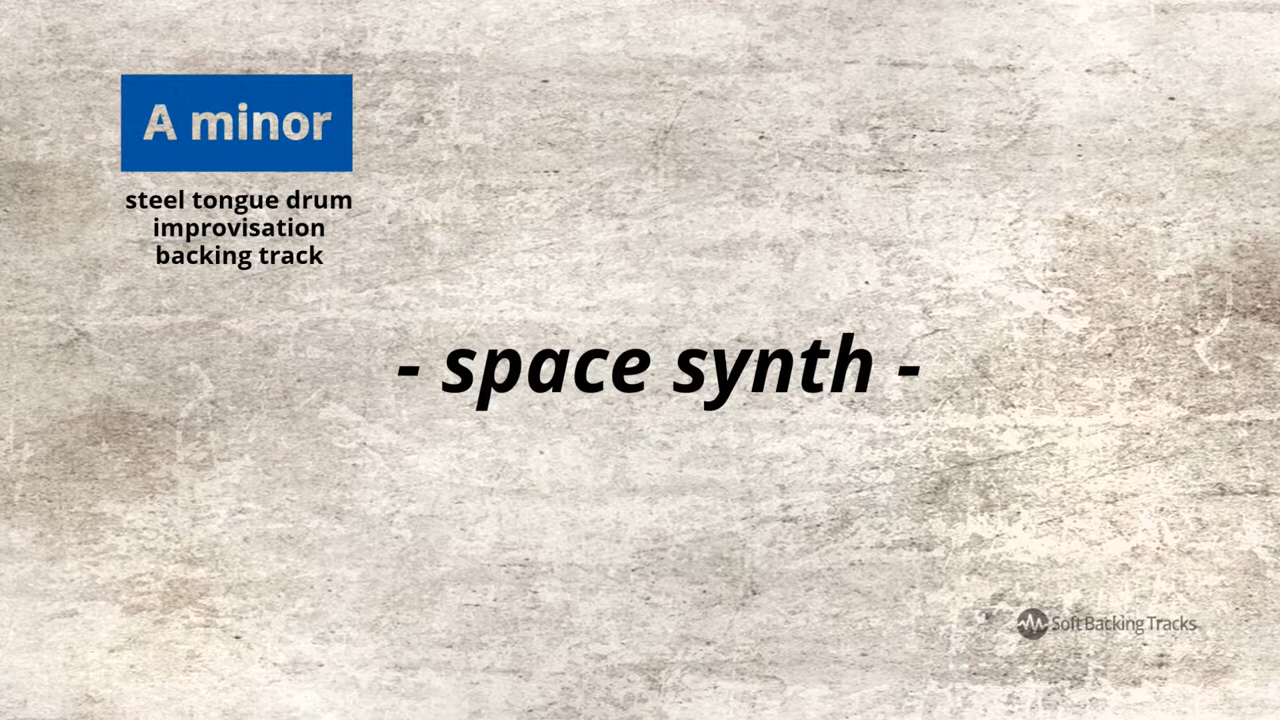 A minor
steel tongue drum
improvisation
backing track
- space synth -
Soft Backing Tracks